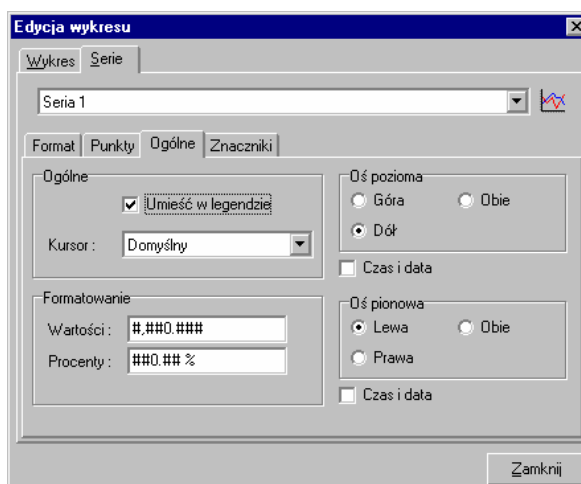 Edycja wykresu
Wykres Serie
Seria 1
Format Punkty Ogólne Znaczniki
Ogólne
Umieść w legendzie
Kursor : Domyślny
Formatowanie
Wartości : #,##0.###
Procenty : ##0.## %
Oś pozioma
Góra Obie
Dół
Czas i data
Oś pionowa
Lewa Obie
Prawa
Czas i data
Zamknij